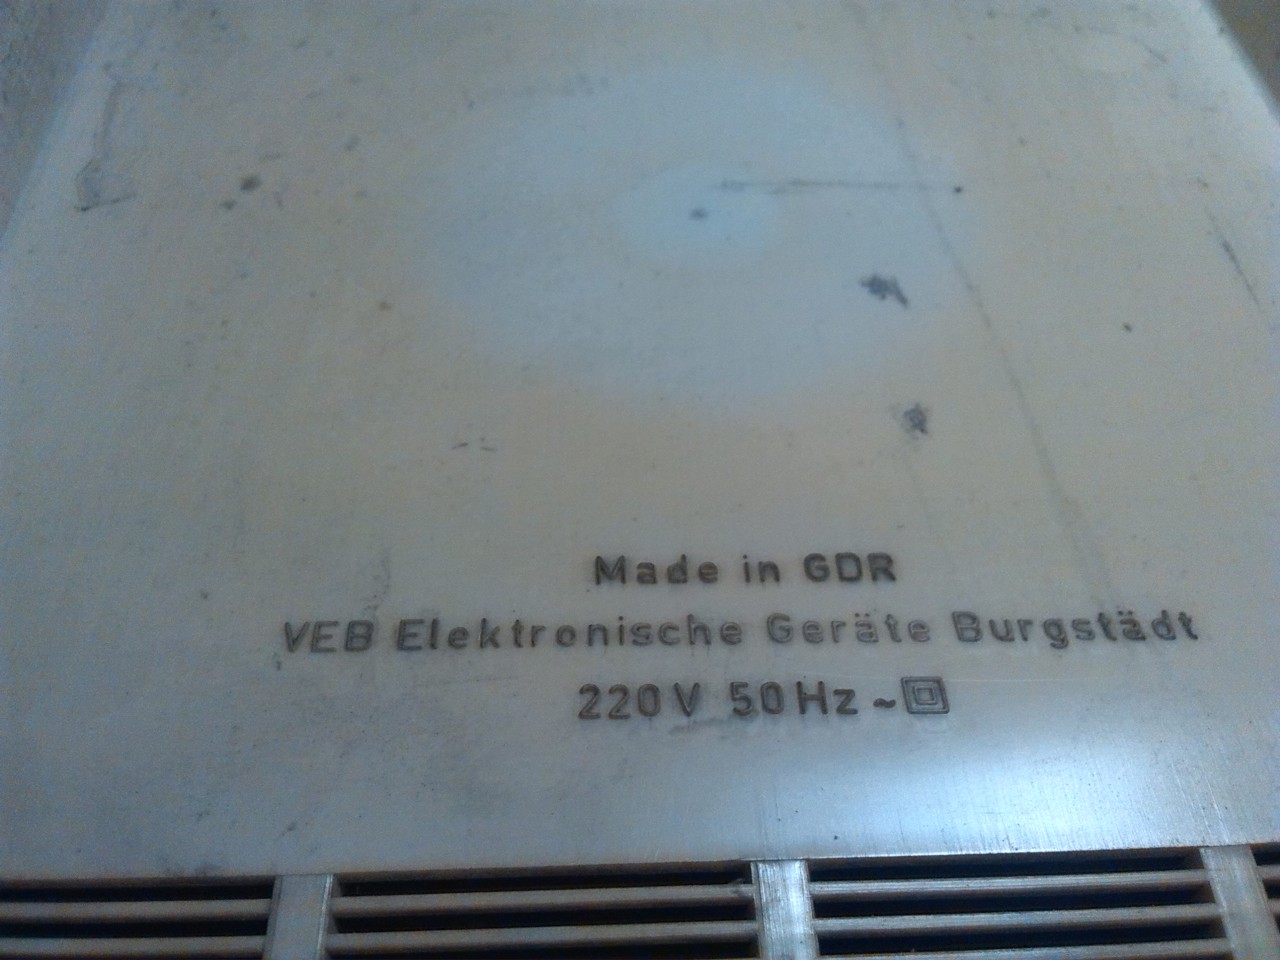 Made in GDR
VEB Elektronische Geräte Burgstädt
220V 50Hz ~